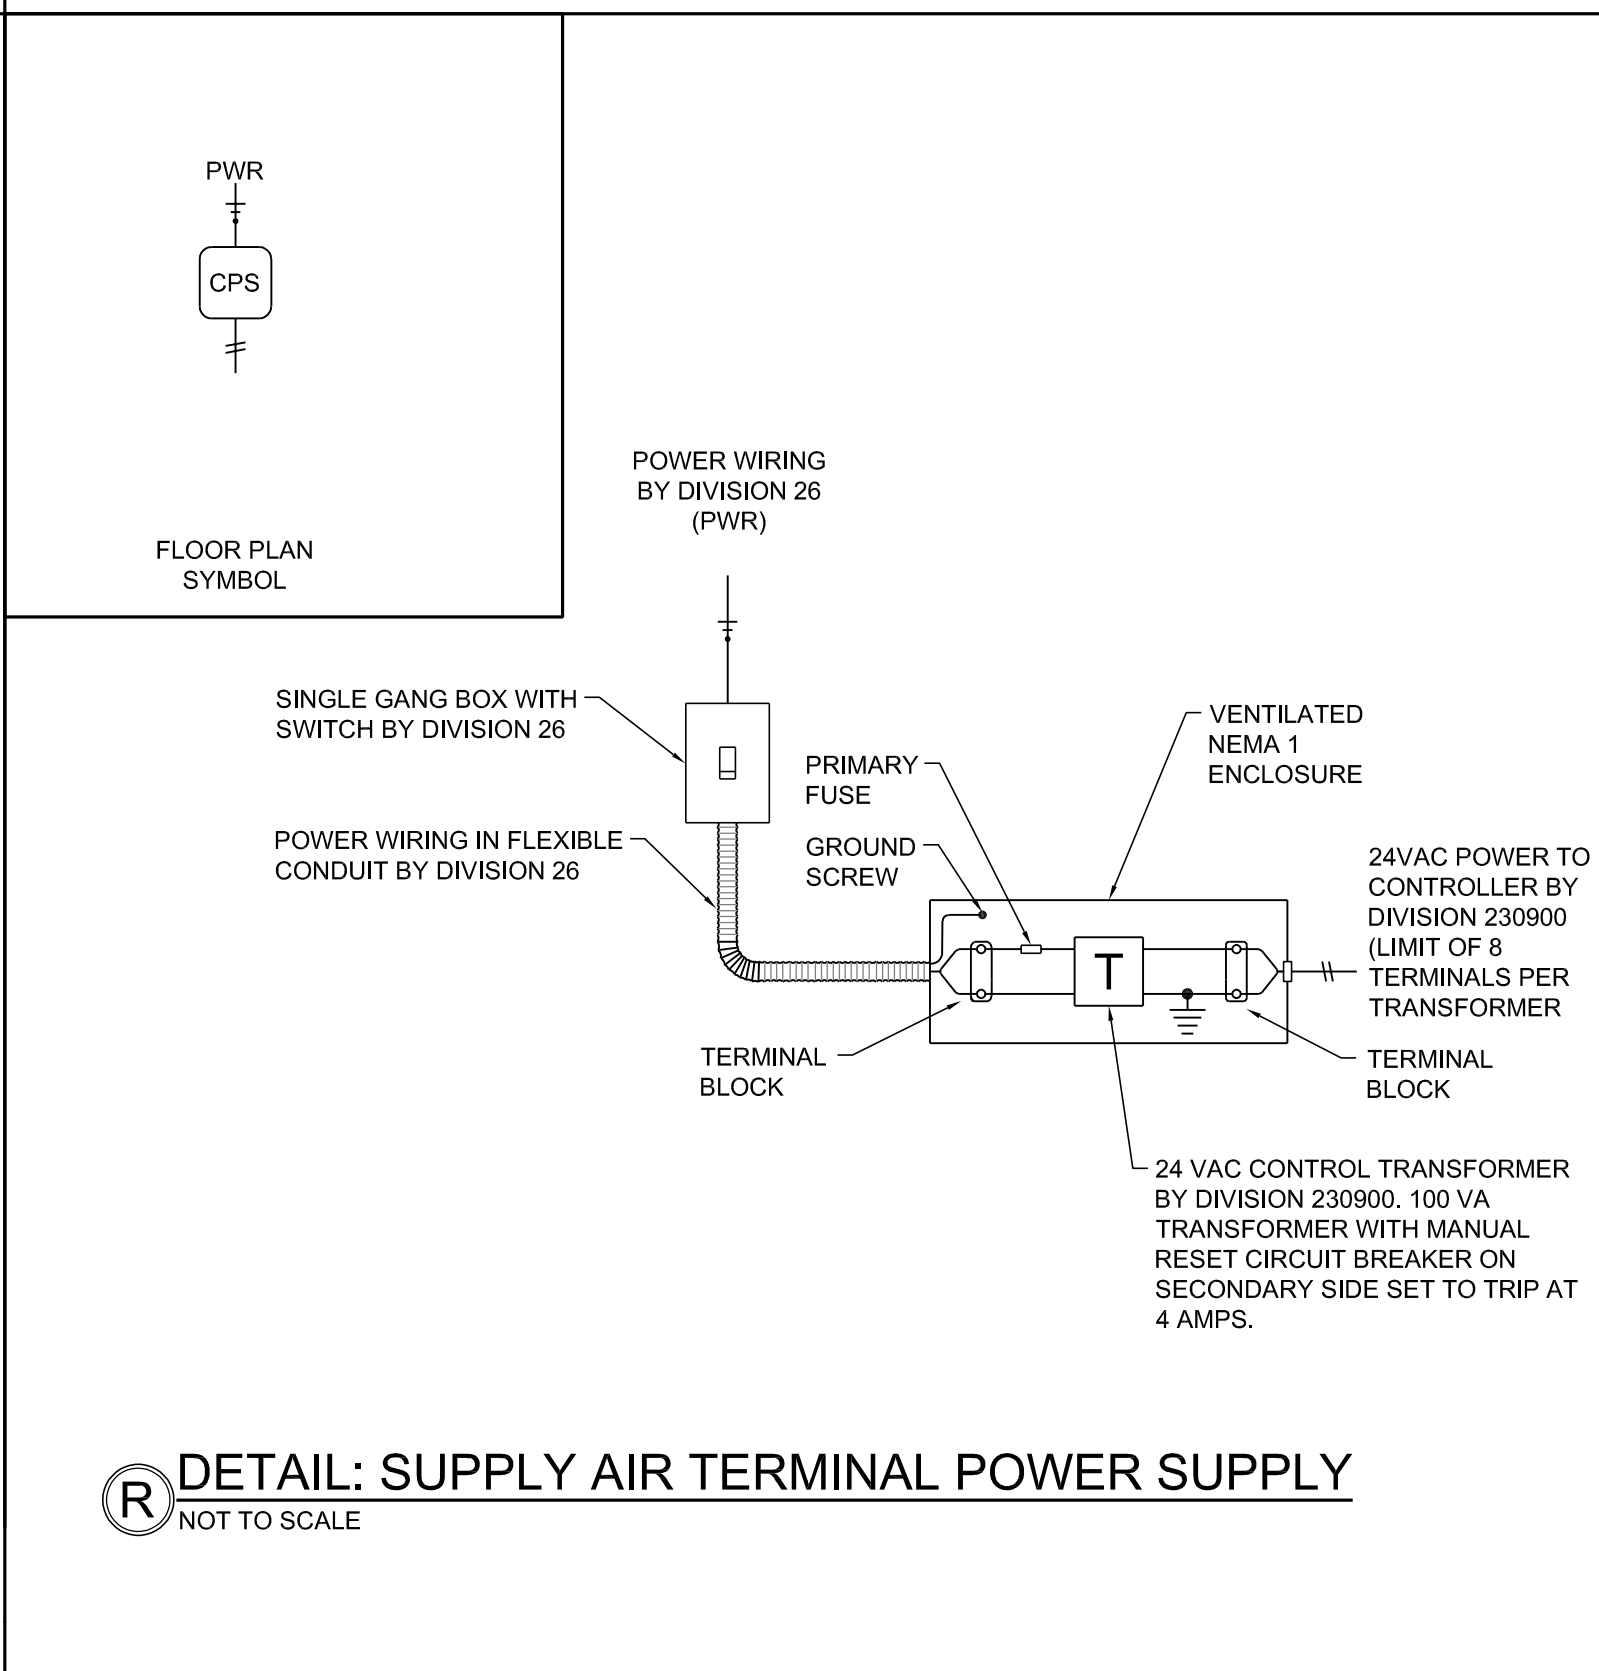 PWR
CPS
FLOOR PLAN
SYMBOL
POWER WIRING
BY DIVISION 26
(PWR)
SINGLE GANG BOX WITH
SWITCH BY DIVISION 26
POWER WIRING IN FLEXIBLE
CONDUIT BY DIVISION 26
PRIMARY
FUSE
GROUND
SCREW
VENTILATED
NEMA 1
ENCLOSURE
24VAC POWER TO
CONTROLLER BY
DIVISION 230900
(LIMIT OF 8
TERMINALS PER
TRANSFORMER
T
TERMINAL
BLOCK
TERMINAL
BLOCK
24 VAC CONTROL TRANSFORMER
BY DIVISION 230900. 100 VA
TRANSFORMER WITH MANUAL
RESET CIRCUIT BREAKER ON
SECONDARY SIDE SET TO TRIP AT
4 AMPS.
R
DETAIL: SUPPLY AIR TERMINAL POWER SUPPLY
NOT TO SCALE